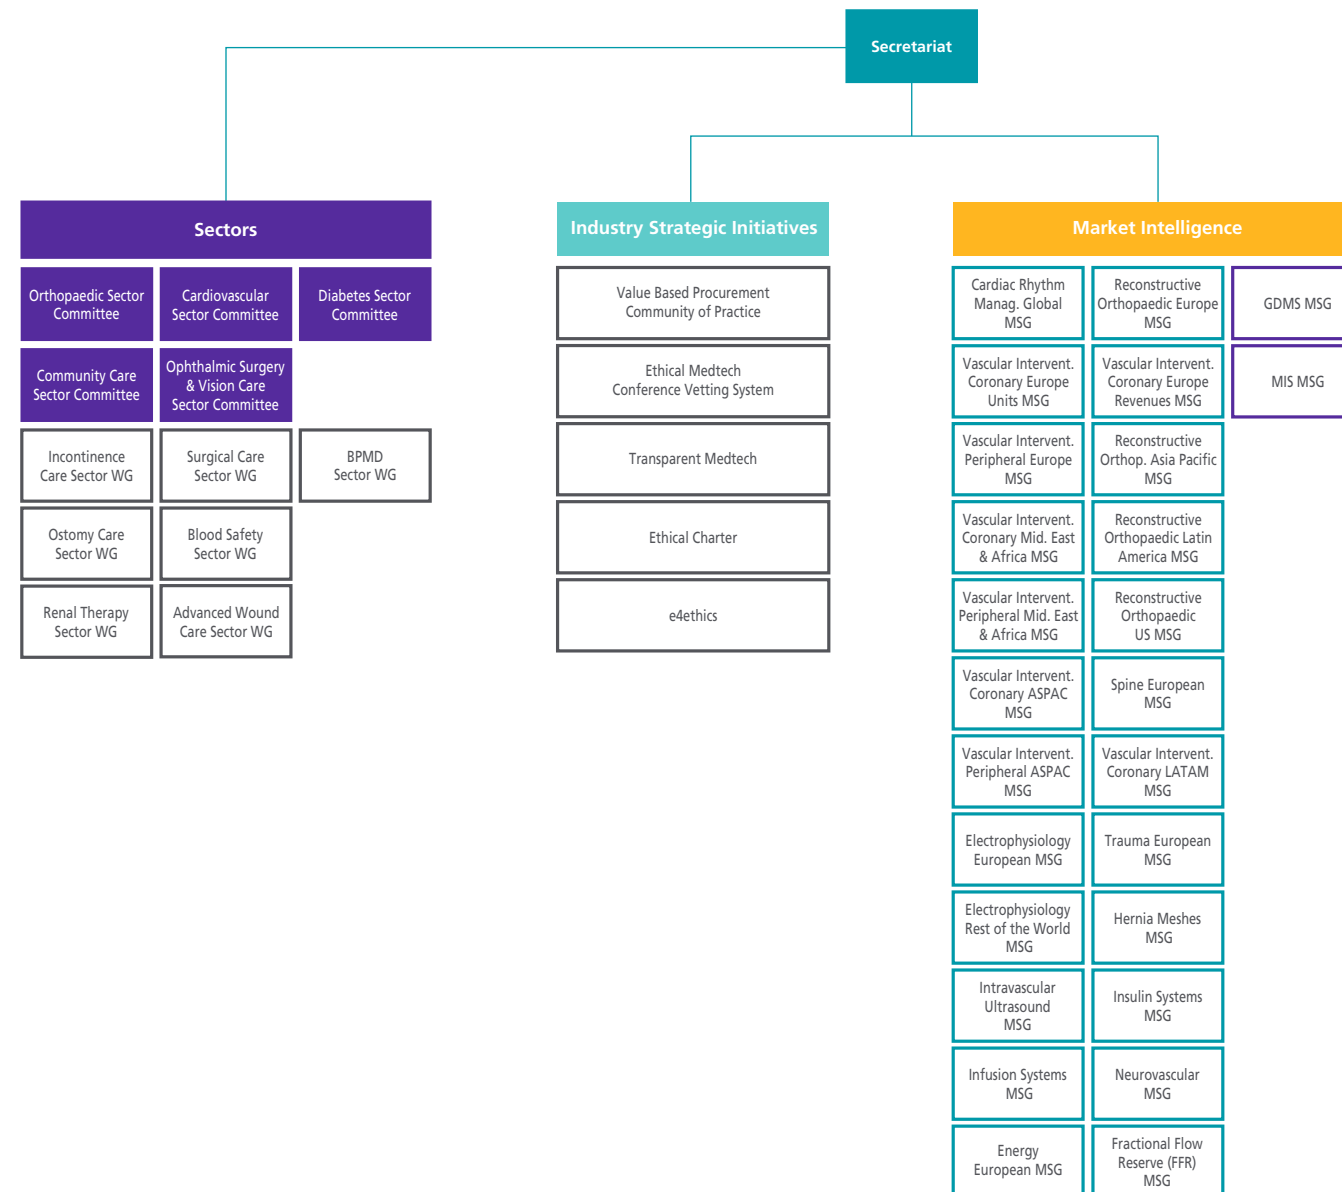 Secretariat
Sectors
Orthopaedic Sector
Committee
Cardiovascular
Sector Committee
Diabetes Sector
Committee
Community Care
Sector Committee
Ophthalmic Surgery
& Vision Care
Sector Committee
Incontinence
Care Sector WG
Surgical Care
Sector WG
BPMD
Sector WG
Ostomy Care
Sector WG
Blood Safety
Sector WG
Renal Therapy
Sector WG
Advanced Wound
Care Sector WG
Industry Strategic Initiatives
Value Based Procurement
Community of Practice
Ethical Medtech
Conference Vetting System
Transparent Medtech
Ethical Charter
e4ethics
Market Intelligence
Cardiac Rhythm
Manag. Global
MSG
Reconstructive
Orthopaedic Europe
MSG
GDMS MSG
Vascular Intervent.
Coronary Europe
Units MSG
Vascular Intervent.
Coronary Europe
Revenues MSG
MIS MSG
Vascular Intervent.
Peripheral Europe
MSG
Reconstructive
Orthop. Asia Pacific
MSG
Vascular Intervent.
Coronary Mid. East
& Africa MSG
Reconstructive
Orthopaedic Latin
America MSG
Vascular Intervent.
Peripheral Mid. East
& Africa MSG
Reconstructive
Orthopaedic
US MSG
Vascular Intervent.
Coronary ASPAC
MSG
Spine European
MSG
Vascular Intervent.
Peripheral ASPAC
MSG
Vascular Intervent.
Coronary LATAM
MSG
Electrophysiology
European MSG
Trauma European
MSG
Electrophysiology
Rest of the World
MSG
Hernia Meshes
MSG
Intravascular
Ultrasound
MSG
Insulin Systems
MSG
Infusion Systems
MSG
Neurovascular
MSG
Energy
European MSG
Fractional Flow
Reserve (FFR)
MSG